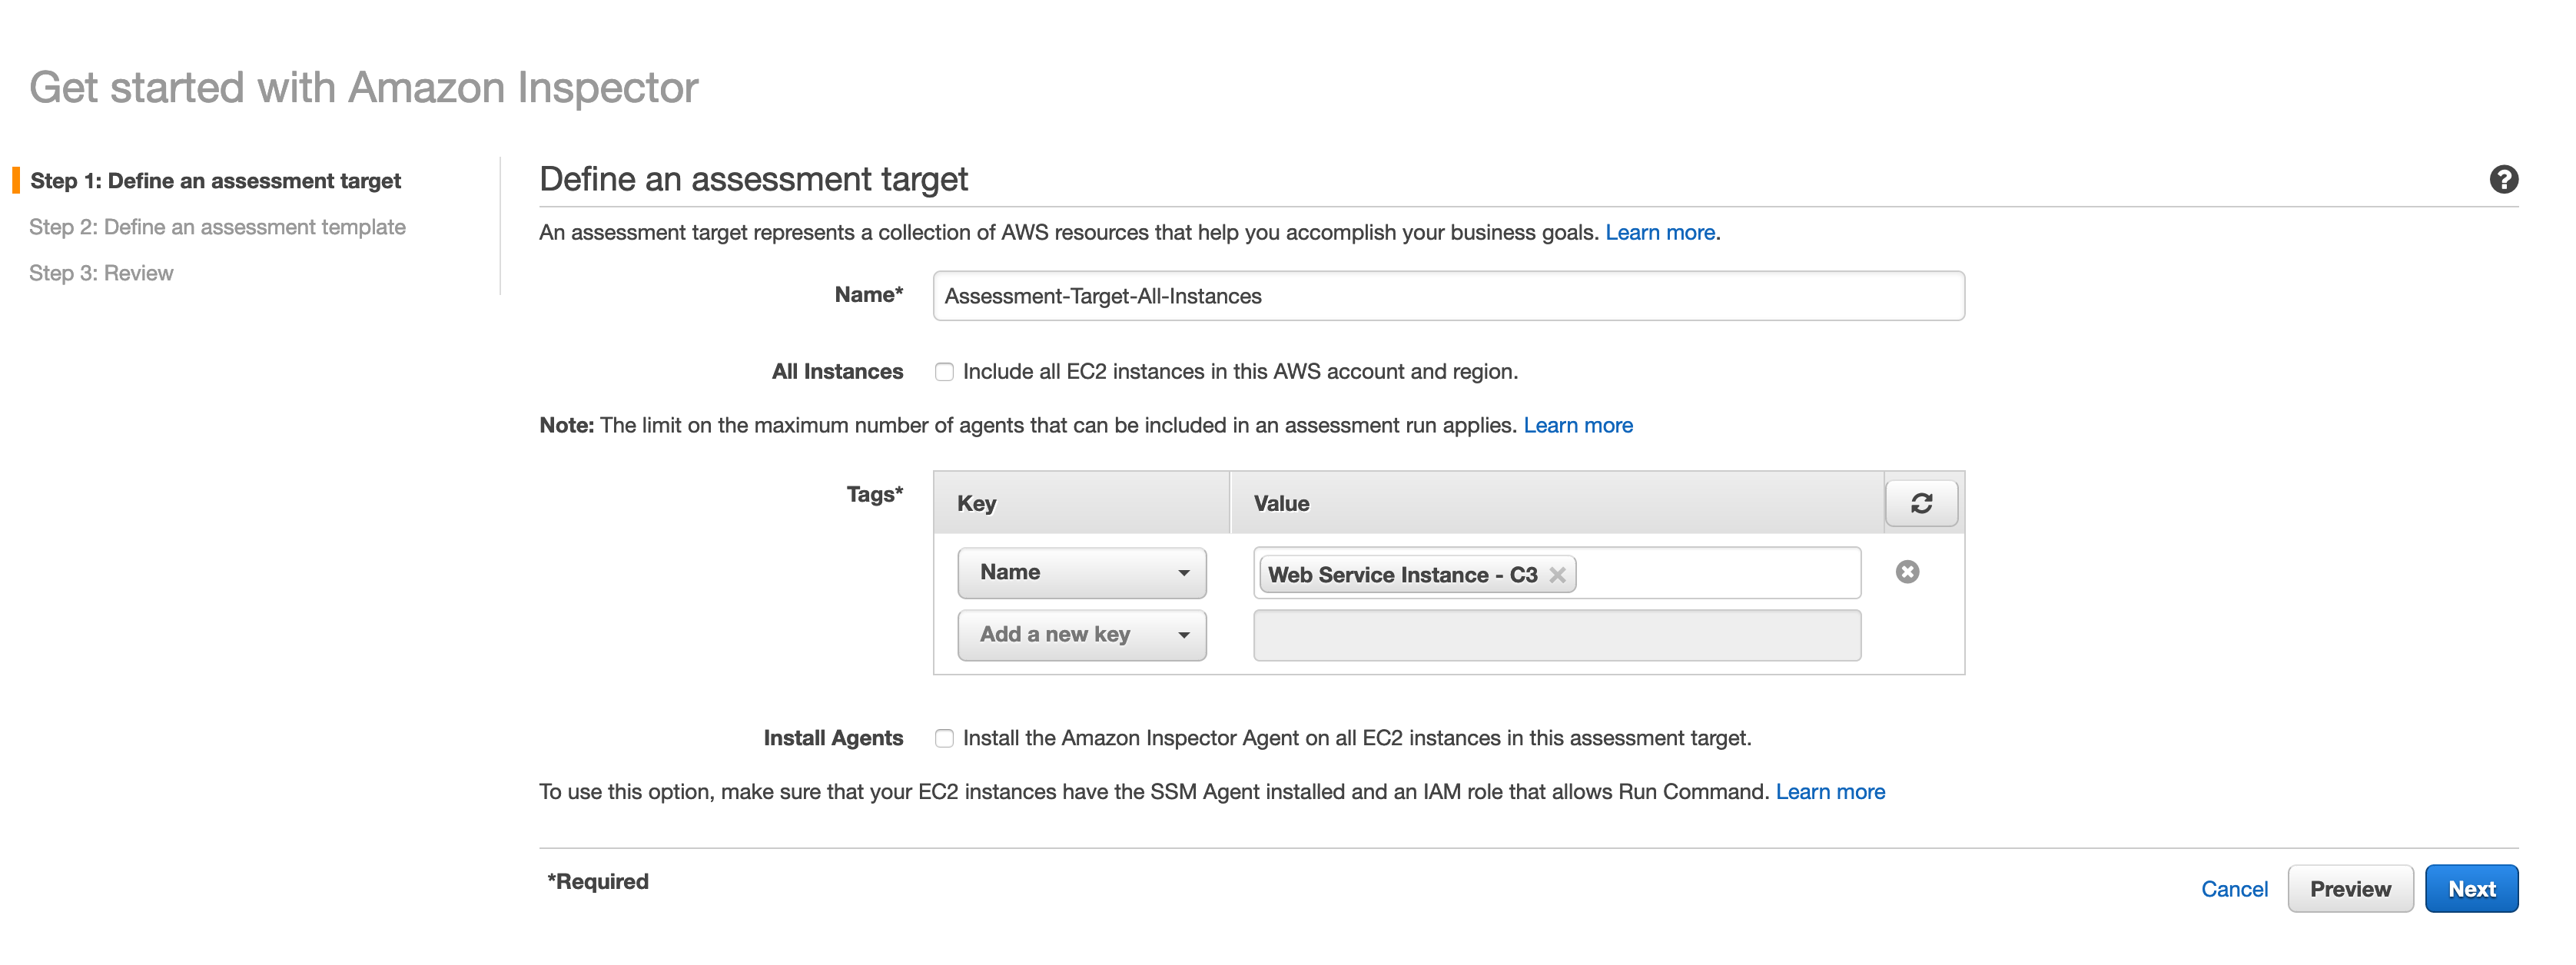 Get started with Amazon Inspector
Step 1: Define an assessment target
Step 2: Define an assessment template
Step 3: Review
Define an assessment target
An assessment target represents a collection of AWS resources that help you accomplish your business goals. Learn more.
Name* Assessment-Target-All-Instances
All Instances Include all EC2 instances in this AWS account and region.
Note: The limit on the maximum number of agents that can be included in an assessment run applies. Learn more
Tags* Key Value
Name Web Service Instance - C3
Add a new key
Install Agents Install the Amazon Inspector Agent on all EC2 instances in this assessment target.
To use this option, make sure that your EC2 instances have the SSM Agent installed and an IAM role that allows Run Command. Learn more
*Required
Cancel Preview Next